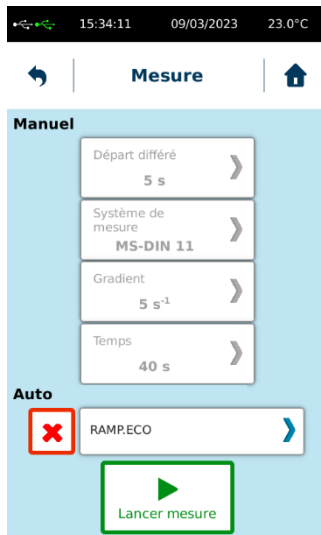 15:34:11 09/03/2023 23.0°C
Mesure
Manuel
Départ différé
5 s
Système de
mesure
MS-DIN 11
Gradient
5 s⁻¹
Temps
40 s
Auto
RAMP.ECO
Lancer mesure